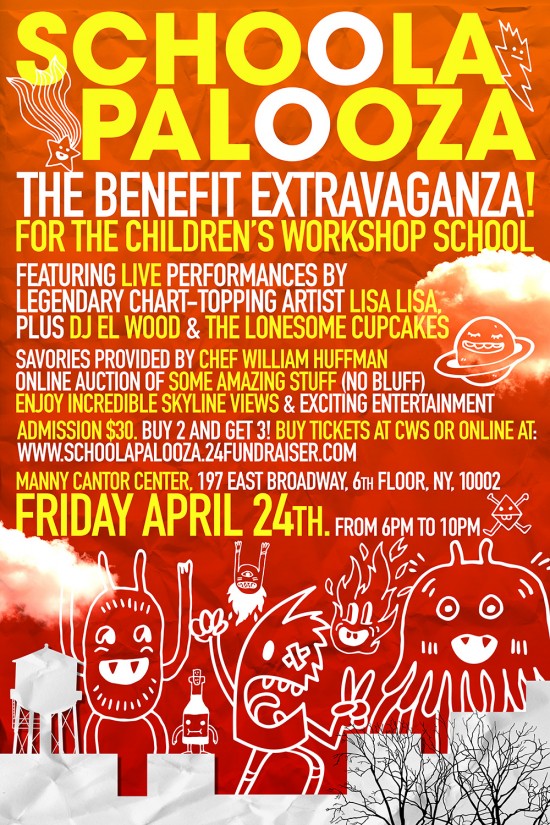 SCHOOLA
PALOOZA
THE BENEFIT EXTRAVAGANZA!
FOR THE CHILDREN'S WORKSHOP SCHOOL
FEATURING LIVE PERFORMANCES BY
LEGENDARY CHART-TOPPING ARTIST LISA LISA,
PLUS DJ EL WOOD & THE LONESOME CUPCAKES
SAVORIES PROVIDED BY CHEF WILLIAM HUFFMAN
ONLINE AUCTION OF SOME AMAZING STUFF (NO BLUFF)
ENJOY INCREDIBLE SKYLINE VIEWS & EXCITING ENTERTAINMENT
ADMISSION $30. BUY 2 AND GET 3! BUY TICKETS AT CWS OR ONLINE AT:
WWW.SCHOOLAPALOOZA.24FUNDRAISER.COM
MANNY CANTOR CENTER, 197 EAST BROADWAY, 6TH FLOOR, NY, 10002
FRIDAY APRIL 24TH. FROM 6PM TO 10PM